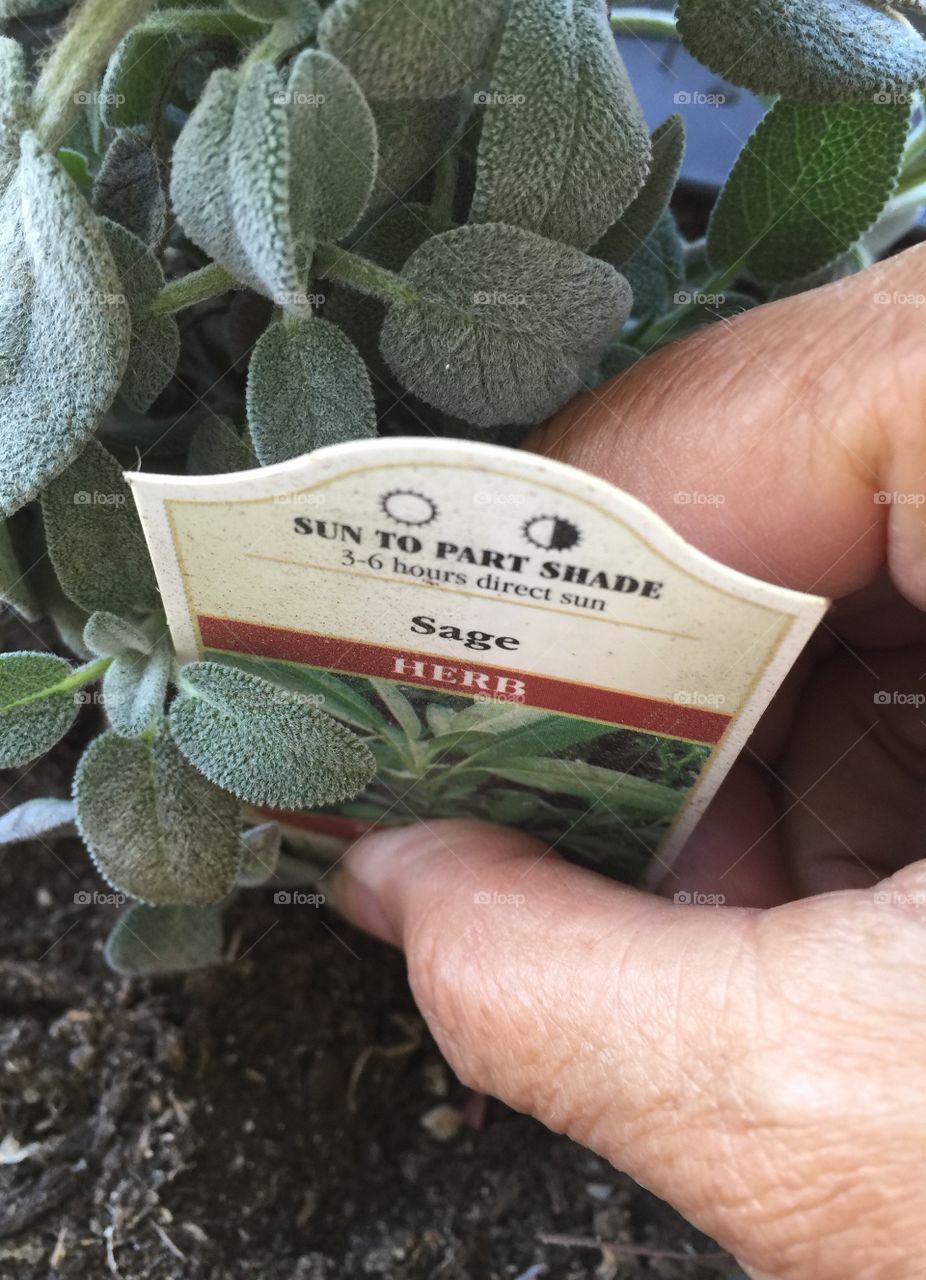 SUN TO PART SHADE
3-6 hours direct sun
Sage
HERB